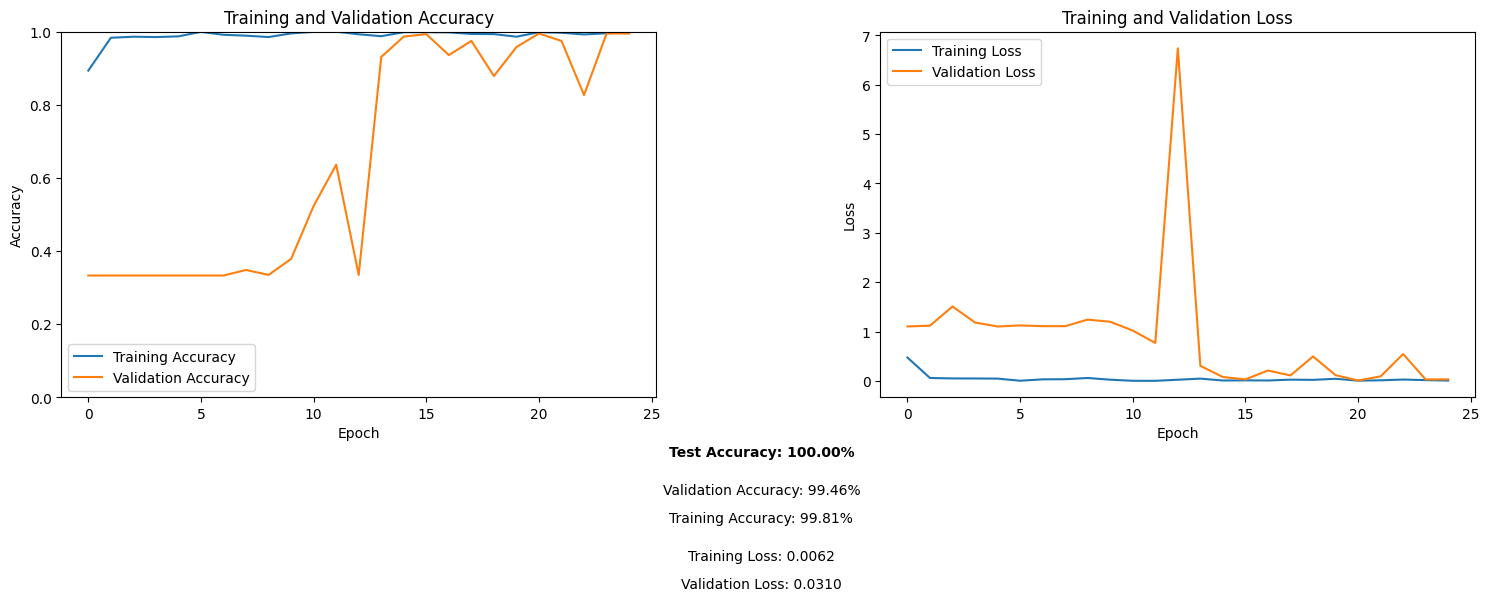 Training and Validation Accuracy
1.0
0.8
0.6
0.4
0.2
0.0
Accuracy
Training Accuracy
Validation Accuracy
0 5 10 15 20 25
Epoch
Training and Validation Loss
7
6
5
4
3
2
1
0
Loss
Training Loss
Validation Loss
0 5 10 15 20 25
Epoch
Test Accuracy: 100.00%
Validation Accuracy: 99.46%
Training Accuracy: 99.81%
Training Loss: 0.0062
Validation Loss: 0.0310